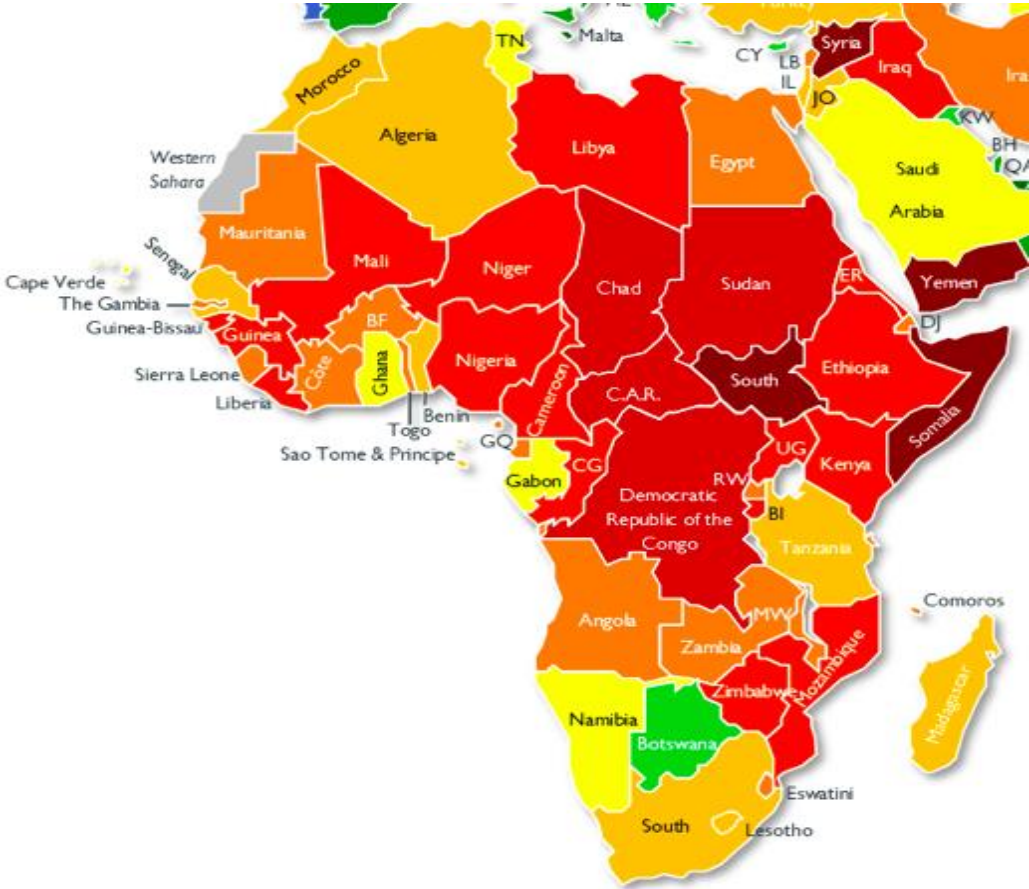 Turkey
TN
Malta
CY
LB
IL
Syria
Iraq
Ira
JO
KW
BH
QA
Morocco
Algeria
Libya
Egypt
Saudi
Arabia
Western
Sahara
Mauritania
Mali
Niger
Chad
Sudan
ER
Yemen
DJ
Senegal
Cape Verde
The Gambia
Guinea-Bissau
Guinea
BF
Sierra Leone
Côte
Ghana
Nigeria
Liberia
Togo
Benin
Cameroon
C.A.R.
South
Ethiopia
Somalia
GQ
Sao Tome & Principe
Gabon
CG
Democratic
Republic of the
Congo
UG
RW
Kenya
BI
Tanzania
Comoros
Angola
MW
Zambia
Mozambique
Zimbabwe
Madagascar
Namibia
Botswana
Eswatini
South
Lesotho